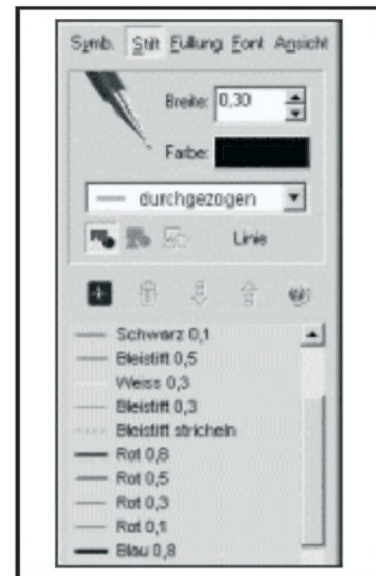 Symb. Stift Füllung Font Ansicht
Breite: 0,30
Farbe:
durchgezogen
Linie
Schwarz 0,1
Bleistift 0,5
Weiss 0,3
Bleistift 0,3
Bleistift stricheln
Rot 0,8
Rot 0,5
Rot 0,3
Rot 0,1
Blau 0,8